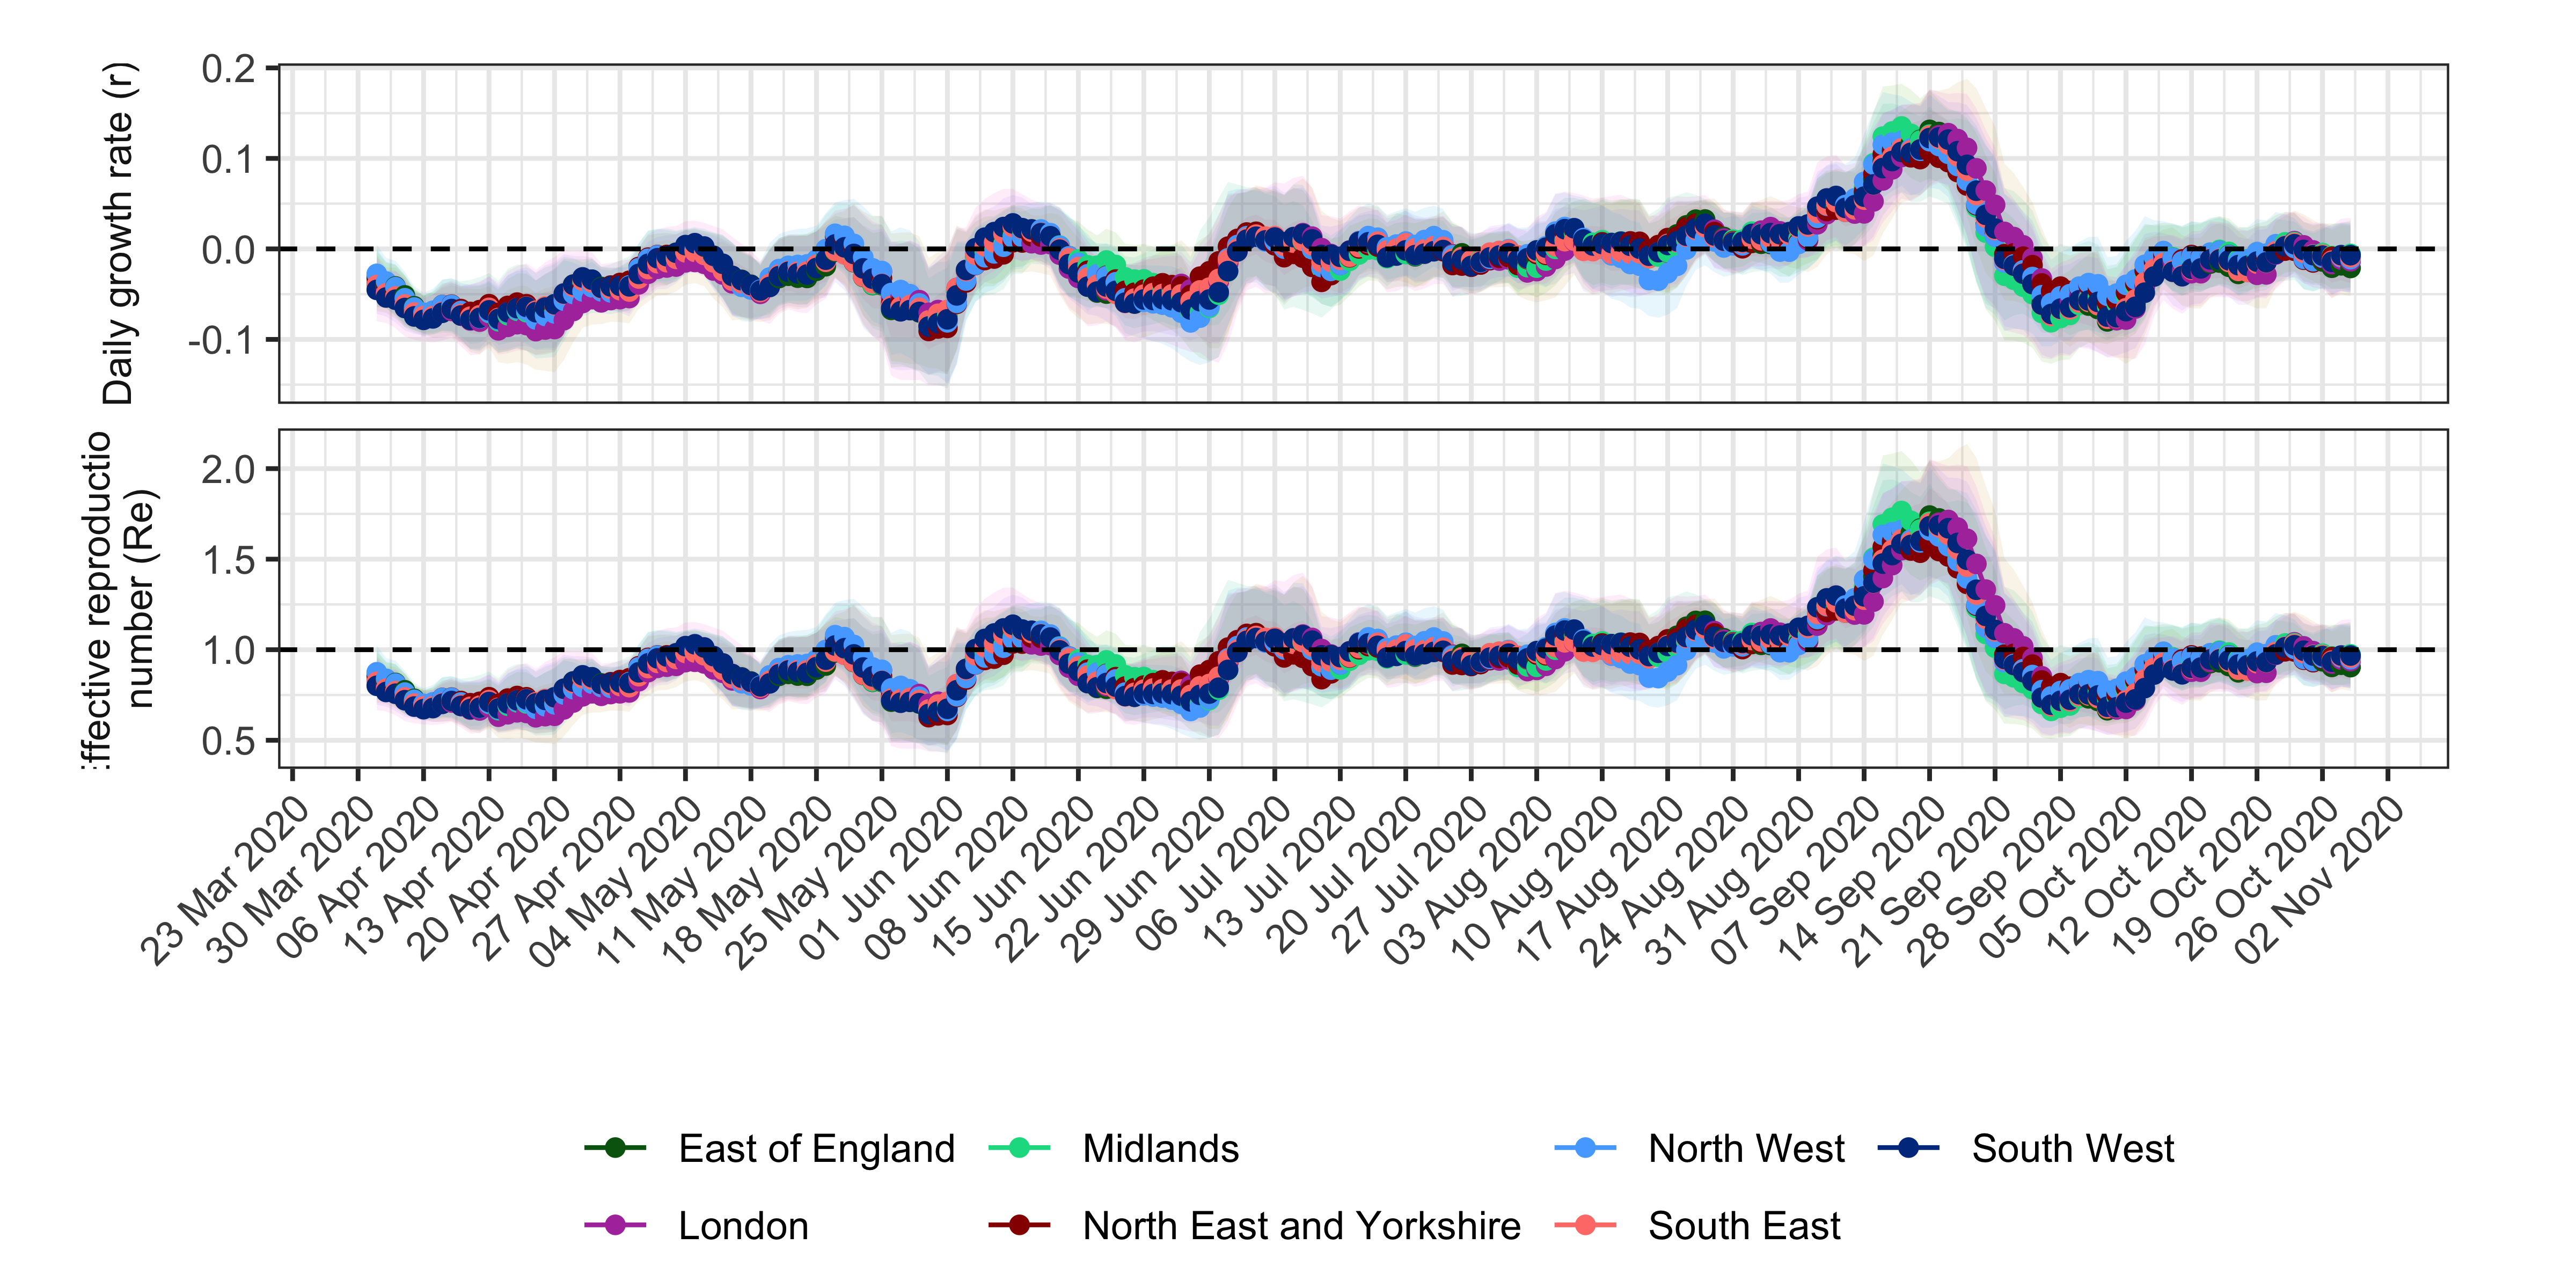 Daily growth rate (r)
0.2
0.1
0.0
-0.1
ffective reproductio
number (Re)
2.0
1.5
1.0
0.5
23 Mar 2020
30 Mar 2020
06 Apr 2020
13 Apr 2020
20 Apr 2020
27 Apr 2020
04 May 2020
11 May 2020
18 May 2020
25 May 2020
01 Jun 2020
08 Jun 2020
15 Jun 2020
22 Jun 2020
29 Jun 2020
06 Jul 2020
13 Jul 2020
20 Jul 2020
27 Jul 2020
03 Aug 2020
10 Aug 2020
17 Aug 2020
24 Aug 2020
31 Aug 2020
07 Sep 2020
14 Sep 2020
21 Sep 2020
28 Sep 2020
05 Oct 2020
12 Oct 2020
19 Oct 2020
26 Oct 2020
02 Nov 2020
East of England
Midlands
North West
South West
London
North East and Yorkshire
South East